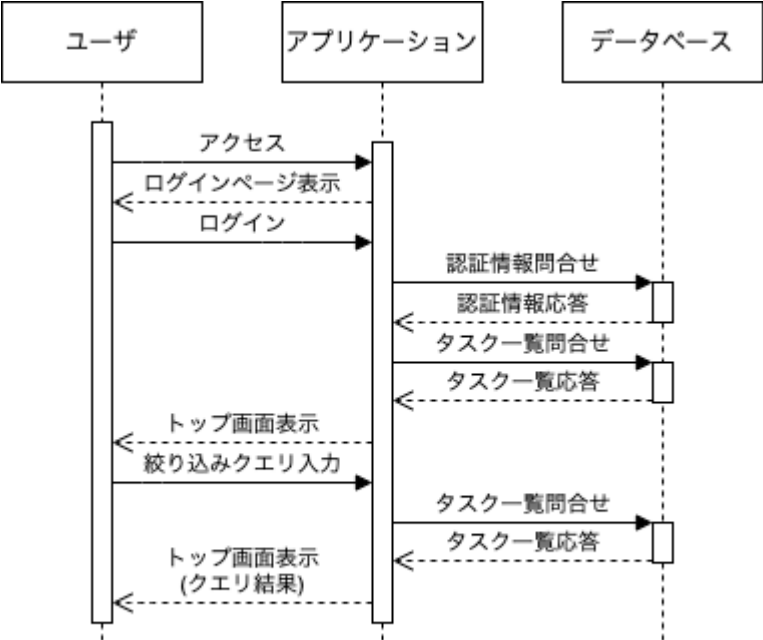 ユーザ
アプリケーション
データベース
アクセス
ログインページ表示
ログイン
認証情報問合せ
認証情報応答
タスク一覧問合せ
タスク一覧応答
トップ画面表示
絞り込みクエリ入力
タスク一覧問合せ
タスク一覧応答
トップ画面表示
(クエリ結果)